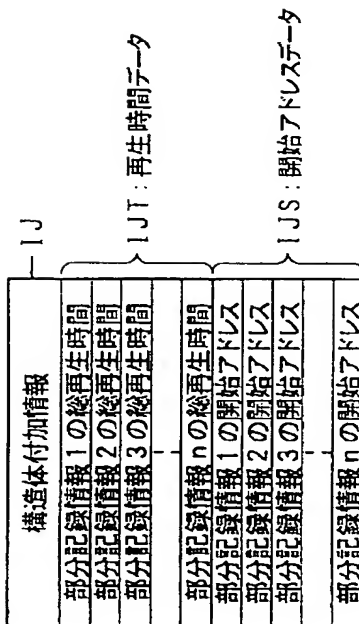 構造体付加情報
IJ
部分記録情報1の総再生時間
部分記録情報2の総再生時間
部分記録情報3の総再生時間
部分記録情報nの総再生時間
IJT:再生時間データ
部分記録情報1の開始アドレス
部分記録情報2の開始アドレス
部分記録情報3の開始アドレス
部分記録情報nの開始アドレス
IJS:開始アドレスデータ